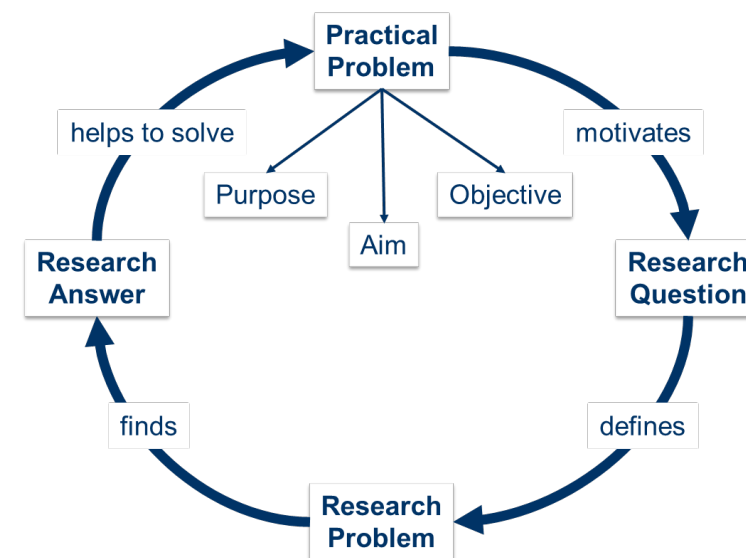 Practical
Problem
helps to solve
motivates
Purpose
Objective
Aim
Research
Answer
Research
Question
finds
defines
Research
Problem